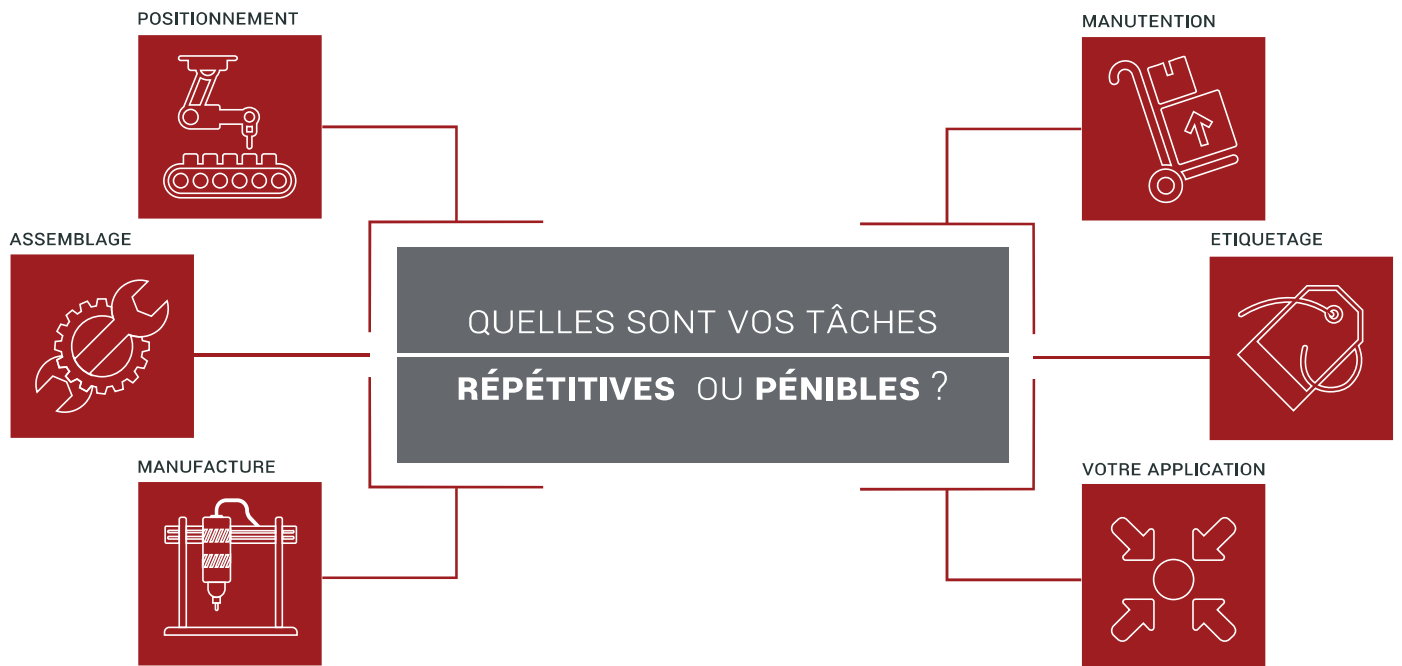 POSITIONNEMENT
MANUTENTION
ASSEMBLAGE
ETIQUETAGE
QUELLES SONT VOS TÂCHES
RÉPÉTITIVES OU PÉNIBLES ?
MANUFACTURE
VOTRE APPLICATION